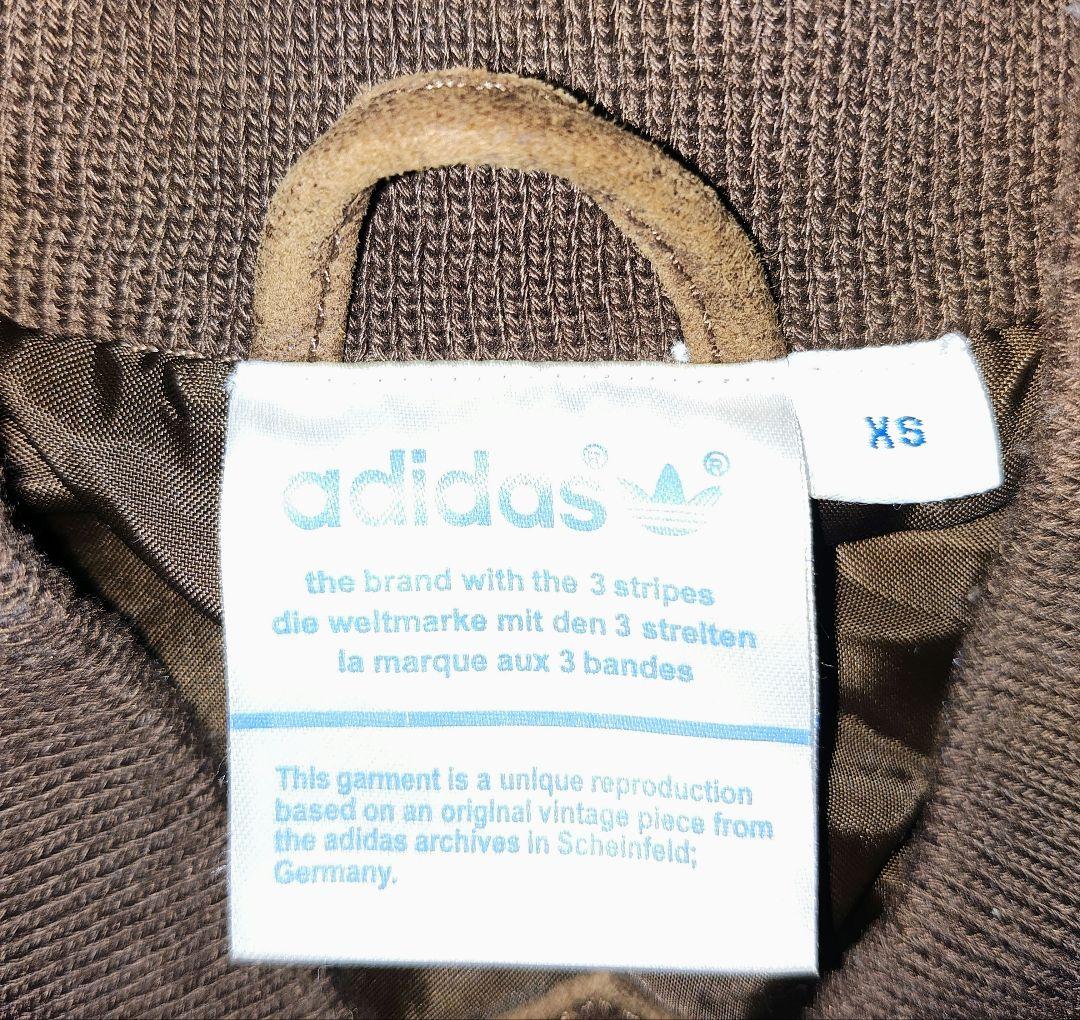 adidas® ®
XS
the brand with the 3 stripes
die weltmarke mit den 3 streifen
la marque aux 3 bandes
This garment is a unique reproduction
based on an original vintage piece from
the adidas archives in Scheinfeld;
Germany.